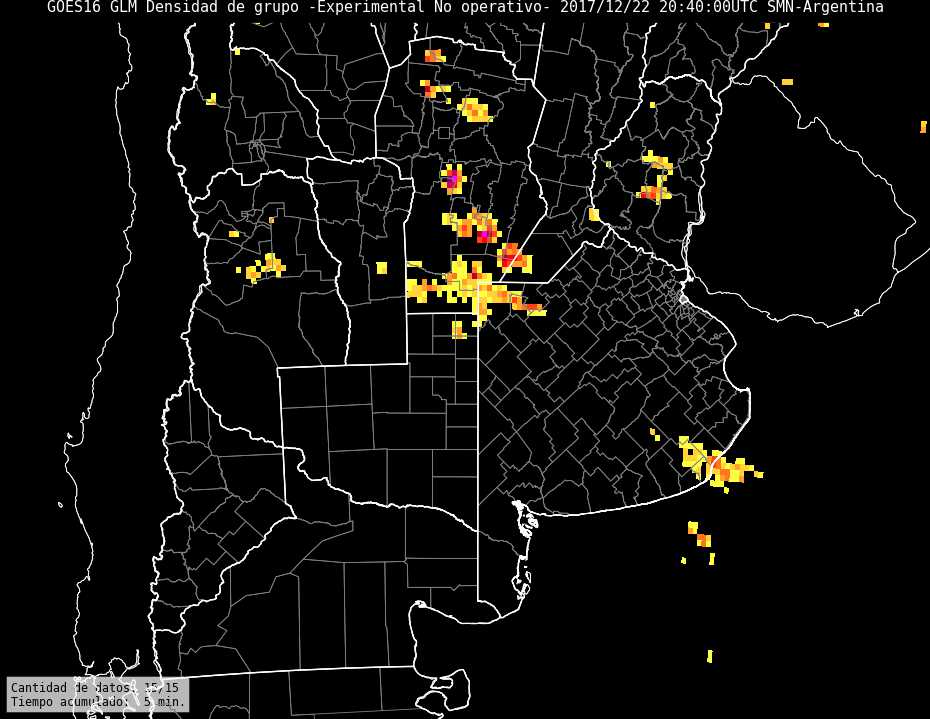 GOES16 GLM Densidad de grupo -Experimental No operativo- 2017/12/22 20:40:00UTC SMN-Argentina
Cantidad de datos: 15/15
Tiempo acumulado:  5 min.